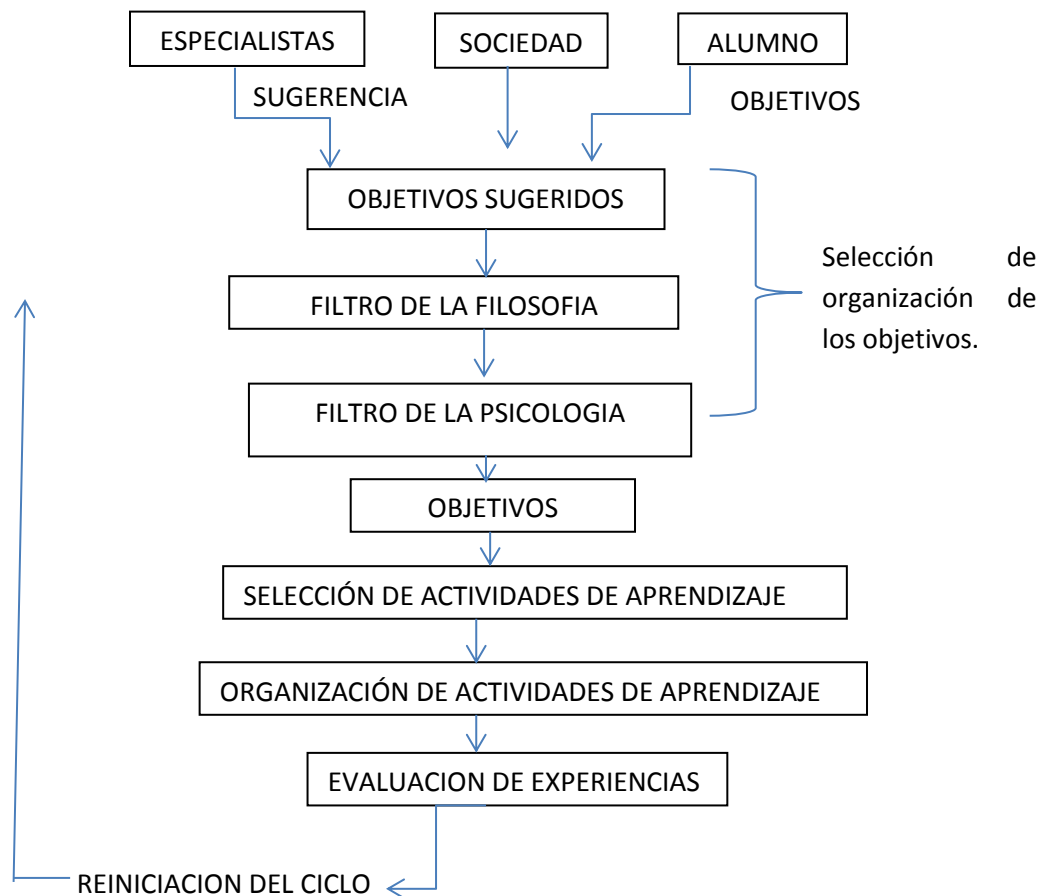 ESPECIALISTAS
SOCIEDAD
ALUMNO
SUGERENCIA
OBJETIVOS
OBJETIVOS SUGERIDOS
Selección de
organización de
los objetivos.
FILTRO DE LA FILOSOFIA
FILTRO DE LA PSICOLOGIA
OBJETIVOS
SELECCIÓN DE ACTIVIDADES DE APRENDIZAJE
ORGANIZACIÓN DE ACTIVIDADES DE APRENDIZAJE
EVALUACION DE EXPERIENCIAS
REINICIACION DEL CICLO